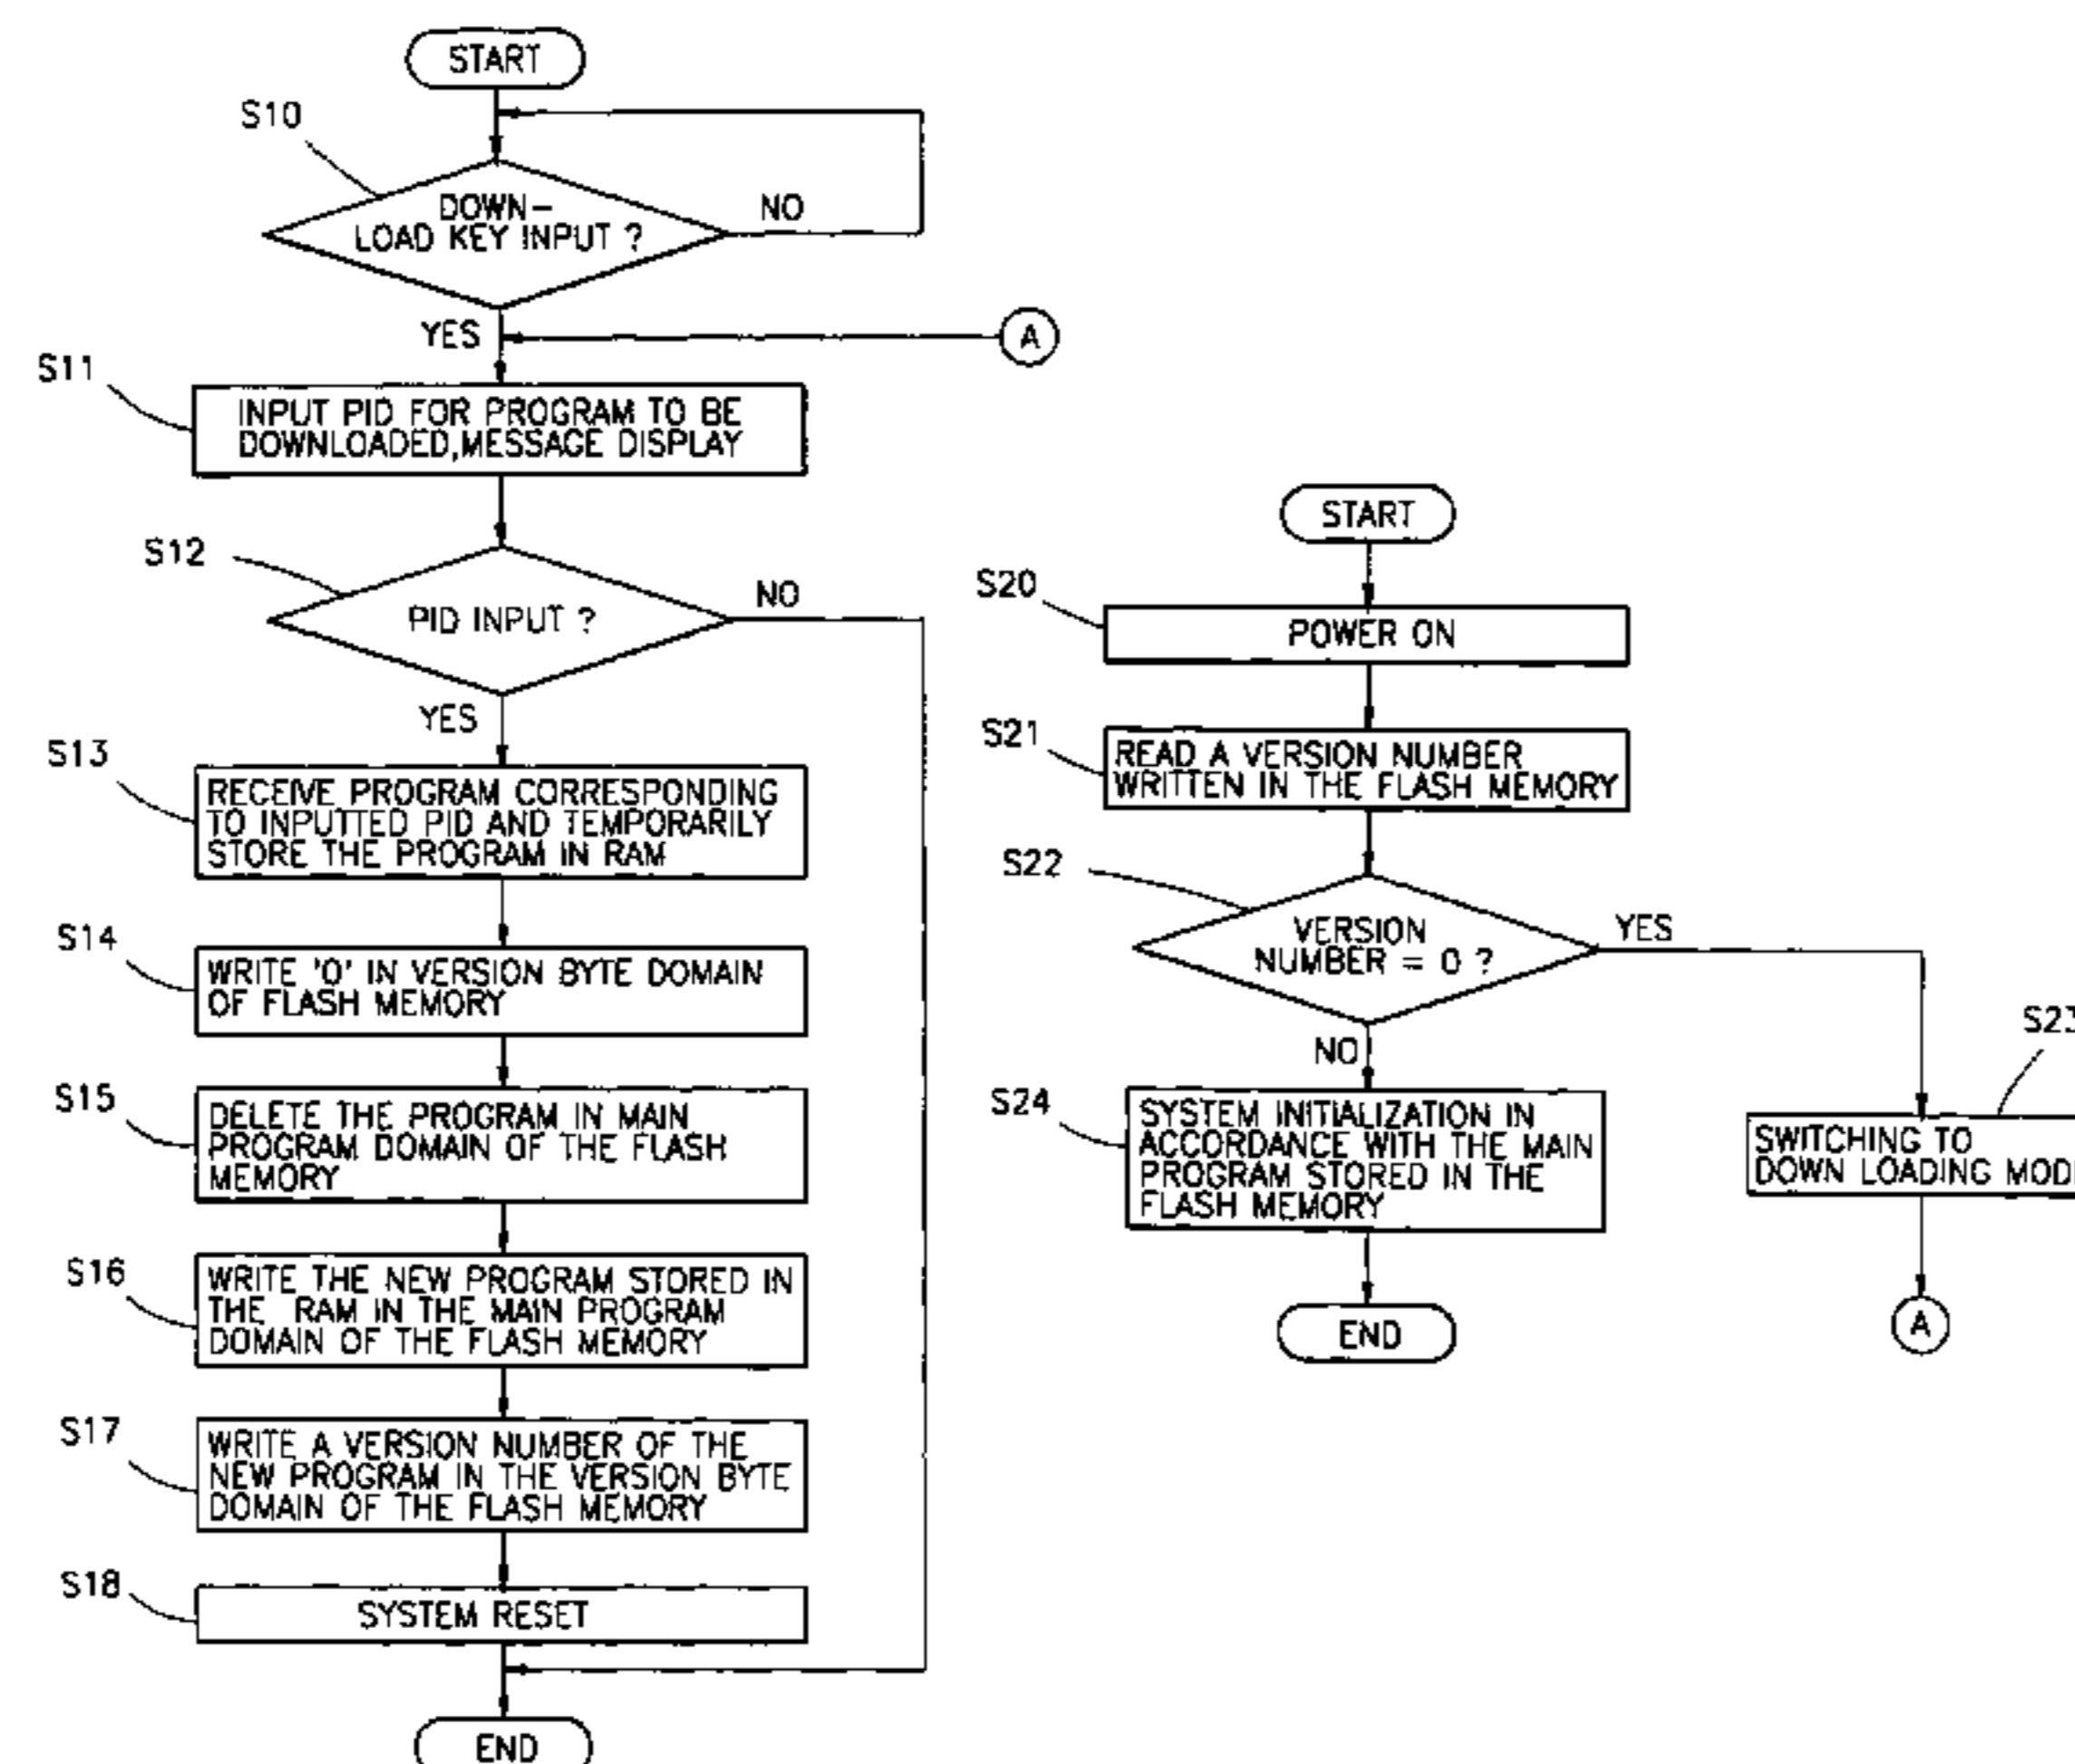 START
S10
DOWN-
LOAD KEY INPUT ?
NO
YES
A
S11
INPUT PID FOR PROGRAM TO BE
DOWNLOADED,MESSAGE DISPLAY
S12
PID INPUT ?
NO
YES
S13
RECEIVE PROGRAM CORRESPONDING
TO INPUTTED PID AND TEMPORARILY
STORE THE PROGRAM IN RAM
S14
WRITE '0' IN VERSION BYTE DOMAIN
OF FLASH MEMORY
S15
DELETE THE PROGRAM IN MAIN
PROGRAM DOMAIN OF THE FLASH
MEMORY
S16
WRITE THE NEW PROGRAM STORED IN
THE RAM IN THE MAIN PROGRAM
DOMAIN OF THE FLASH MEMORY
S17
WRITE A VERSION NUMBER OF THE
NEW PROGRAM IN THE VERSION BYTE
DOMAIN OF THE FLASH MEMORY
S18
SYSTEM RESET
END
START
S20
POWER ON
S21
READ A VERSION NUMBER
WRITTEN IN THE FLASH MEMORY
S22
VERSION
NUMBER = 0 ?
YES
NO
S23
SWITCHING TO
DOWN LOADING MOD
S24
SYSTEM INITIALIZATION IN
ACCORDANCE WITH THE MAIN
PROGRAM STORED IN THE
FLASH MEMORY
END
A